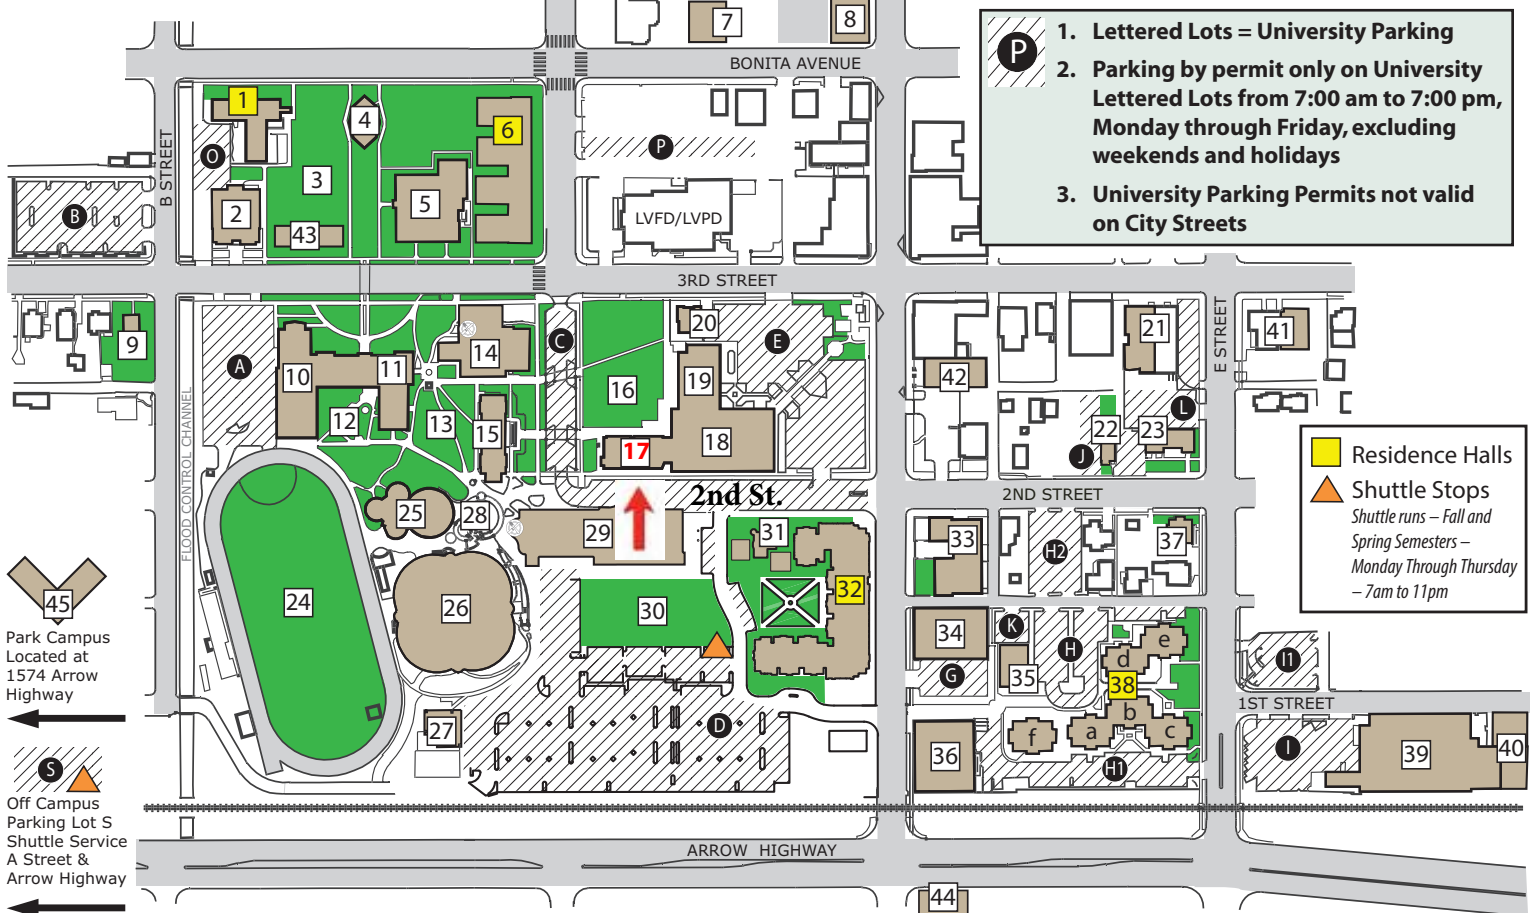 7
8
BONITA AVENUE
P
1. Lettered Lots = University Parking
2. Parking by permit only on University
Lettered Lots from 7:00 am to 7:00 pm,
Monday through Friday, excluding
weekends and holidays
3. University Parking Permits not valid
on City Streets
1
4
6
O
P
B STREET
3
5
B
2
43
LVFD/LVPD
3RD STREET
9
A
10
11
14
C
20
E
21
E STREET
41
19
42
16
12
13
15
17
18
22
23
L
J
FLOOD CONTROL CHANNEL
2nd St.
2ND STREET
Residence Halls
Shuttle Stops
Shuttle runs – Fall and
Spring Semesters –
Monday Through Thursday
– 7am to 11pm
25
28
29
31
33
H2
37
24
26
30
32
45
Park Campus
Located at
1574 Arrow
Highway
34
K
H
e
d
I1
G
35
38
1ST STREET
27
D
36
f
a
b
c
I
39
40
H1
S
Off Campus
Parking Lot S
Shuttle Service
A Street &
Arrow Highway
ARROW HIGHWAY
44